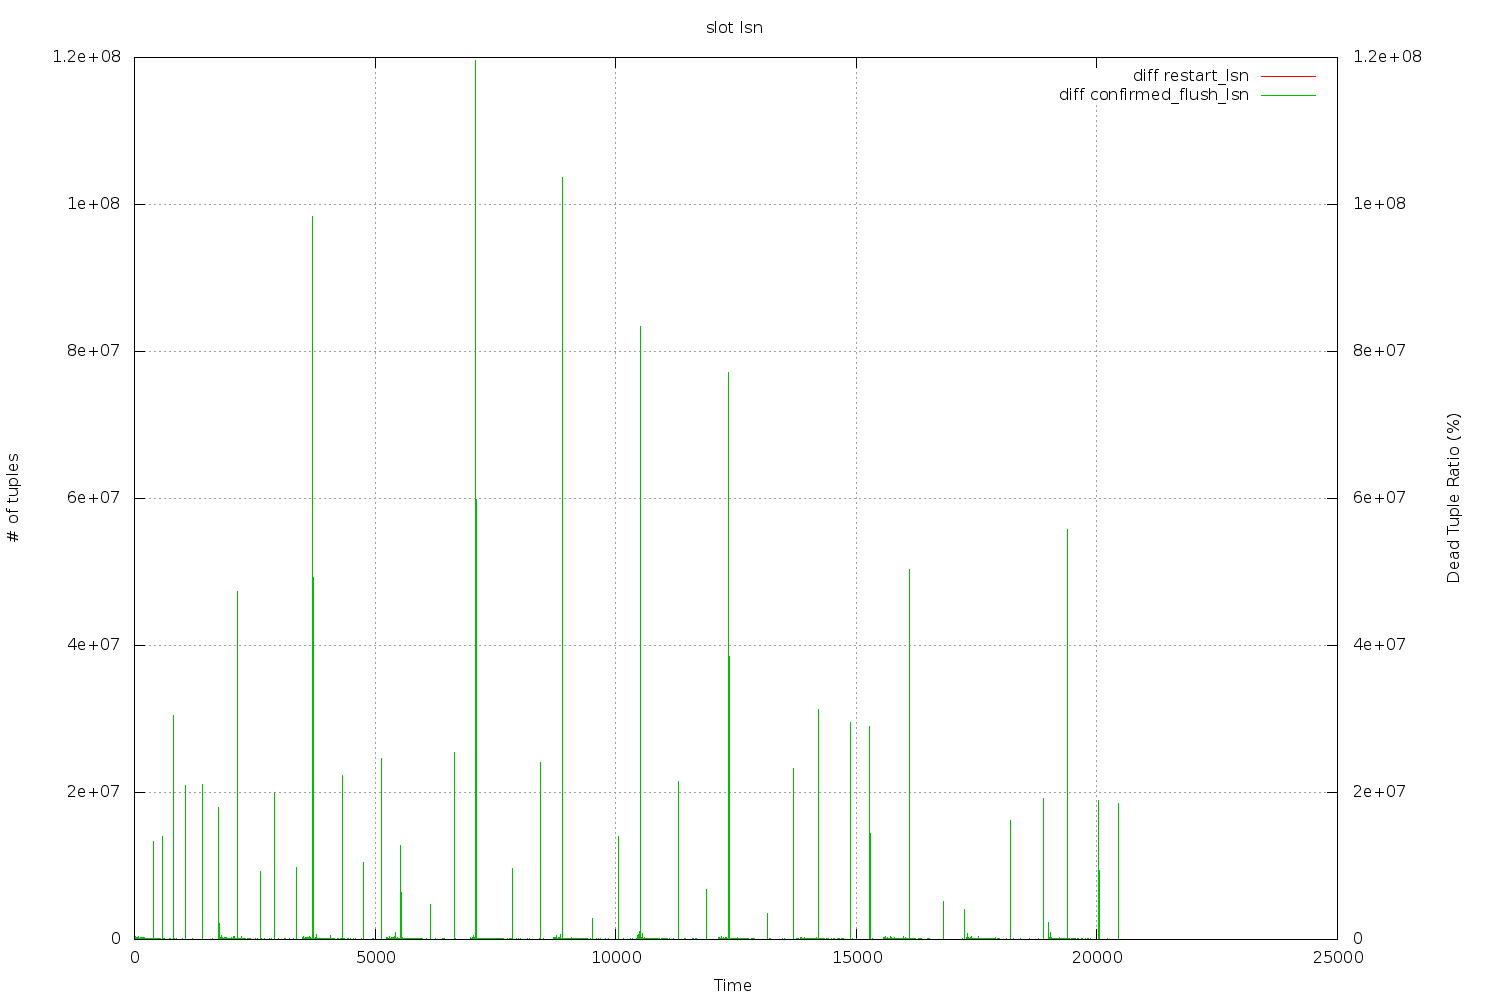 slot lsn
1.2e+08
1e+08
8e+07
6e+07
4e+07
2e+07
0
1.2e+08
1e+08
8e+07
6e+07
4e+07
2e+07
0
diff restart_lsn
diff confirmed_flush_lsn
# of tuples
Dead Tuple Ratio (%)
0 5000 10000 15000 20000 25000
Time